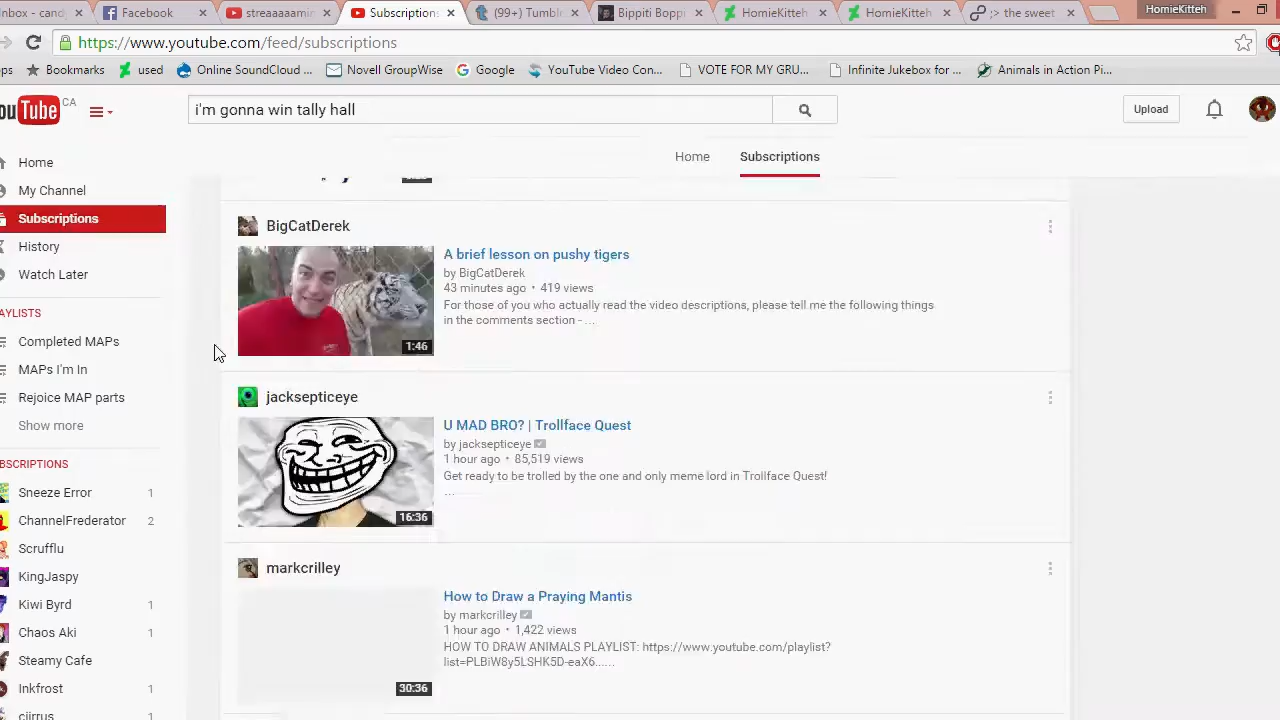 nbox - cand
Facebook
streaaaaamin
Subscription
(99+) Tumbl
Bippiti Boppi
HomieKitteh
HomieKitteh
;> the sweet
HomieKitteh
https://www.youtube.com/feed/subscriptions
ps
Bookmarks
used
Online SoundCloud ...
Novell GroupWise
Google
YouTube Video Con...
VOTE FOR MY GRU...
Infinite Jukebox for ...
Animals in Action Pi...
ouTube CA
i'm gonna win tally hall
Upload
Home
Subscriptions
Home
My Channel
Subscriptions
History
Watch Later
AYLISTS
Completed MAPs
MAPs I'm In
Rejoice MAP parts
Show more
BSCRIPTIONS
Sneeze Error 1
ChannelFrederator 2
Scrufflu
KingJaspy
Kiwi Byrd 1
Chaos Aki 1
Steamy Cafe
Inkfrost 1
ciirrus
BigCatDerek
1:46
A brief lesson on pushy tigers
by BigCatDerek
43 minutes ago • 419 views
For those of you who actually read the video descriptions, please tell me the following things
in the comments section - ...
jacksepticeye
16:36
U MAD BRO? | Trollface Quest
by jacksepticeye
1 hour ago • 85,519 views
Get ready to be trolled by the one and only meme lord in Trollface Quest!
...
markcrilley
30:36
How to Draw a Praying Mantis
by markcrilley
1 hour ago • 1,422 views
HOW TO DRAW ANIMALS PLAYLIST: https://www.youtube.com/playlist?
list=PLBiW8y5LSHK5D-eaX6......